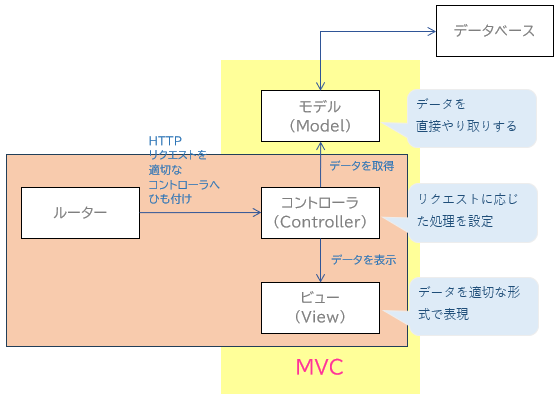 データベース
モデル
(Model)
データを
直接やり取りする
HTTP
リクエストを
適切な
コントローラへ
ひも付け
データを取得
ルーター
コントローラ
(Controller)
リクエストに応じ
た処理を設定
データを表示
ビュー
(View)
データを適切な形
式で表現
MVC